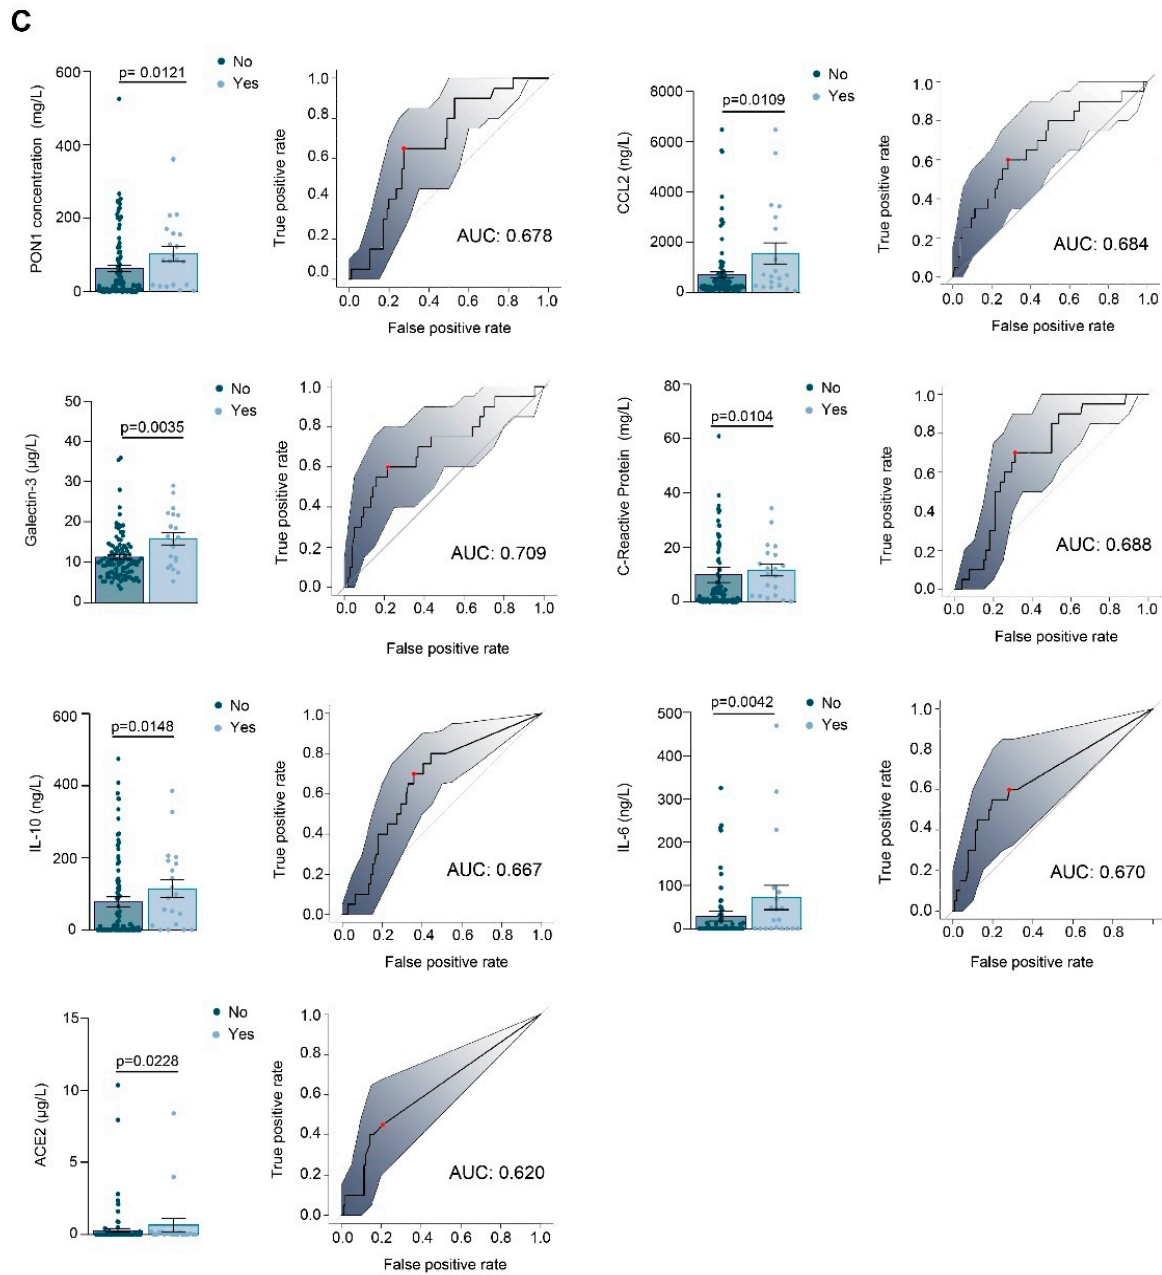 C
PON1 concentration (mg/L)
600
400
200
0
p= 0.0121
No
Yes
True positive rate
1.0
0.8
0.6
0.4
0.2
0.0
AUC: 0.678
0.0 0.2 0.4 0.6 0.8 1.0
False positive rate
CCL2 (ng/L)
8000
6000
4000
2000
0
p=0.0109
No
Yes
True positive rate
1.0
0.8
0.6
0.4
0.2
0.0
AUC: 0.684
0.0 0.2 0.4 0.6 0.8 1.0
False positive rate
Galectin-3 (µg/L)
50
40
30
20
10
0
p=0.0035
No
Yes
True positive rate
1.0
0.8
0.6
0.4
0.2
0.0
AUC: 0.709
0.0 0.2 0.4 0.6 0.8 1.0
False positive rate
C-Reactive Protein (mg/L)
80
60
40
20
0
p=0.0104
No
Yes
True positive rate
1.0
0.8
0.6
0.4
0.2
0.0
AUC: 0.688
0.0 0.2 0.4 0.6 0.8 1.0
False positive rate
IL-10 (ng/L)
600
400
200
0
p=0.0148
No
Yes
True positive rate
1.0
0.8
0.6
0.4
0.2
0.0
AUC: 0.667
0.0 0.2 0.4 0.6 0.8 1.0
False positive rate
IL-6 (ng/L)
500
400
300
200
100
0
p=0.0042
No
Yes
True positive rate
1.0
0.8
0.6
0.4
0.2
0.0
AUC: 0.670
0.0 0.2 0.4 0.6 0.8
False positive rate
ACE2 (µg/L)
15
10
5
0
p=0.0228
No
Yes
True positive rate
1.0
0.8
0.6
0.4
0.2
0.0
AUC: 0.620
0.0 0.2 0.4 0.6 0.8 1.0
False positive rate